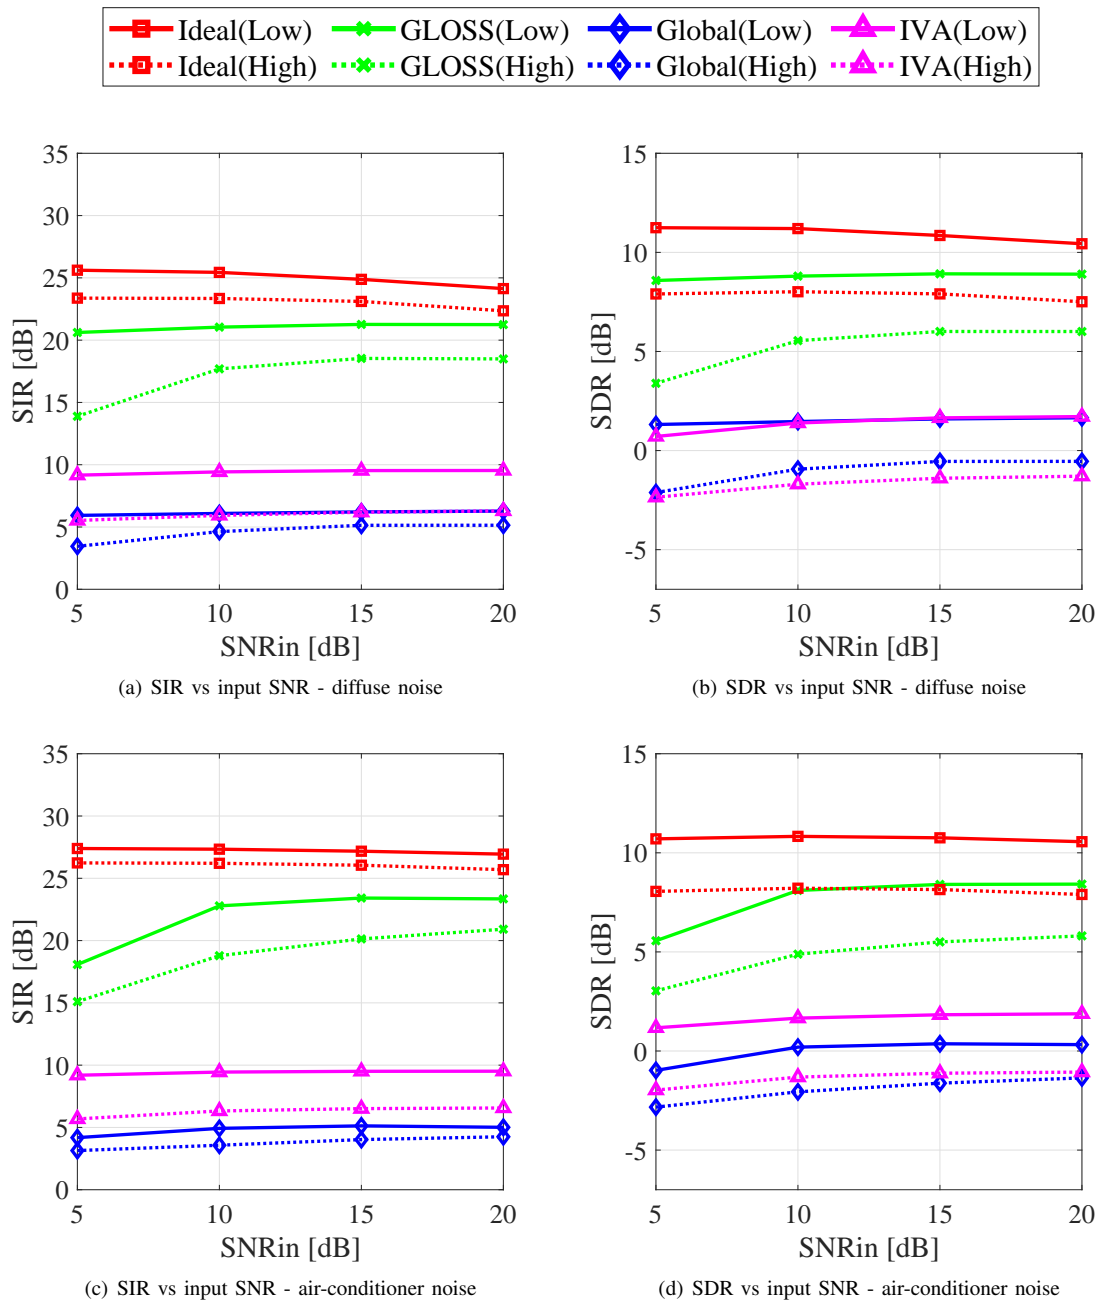 Ideal(Low) GLOSS(Low) Global(Low) IVA(Low)
Ideal(High) GLOSS(High) Global(High) IVA(High)
35
30
25
20
15
10
5
0
SIR [dB]
5 10 15 20
SNRin [dB]
(a) SIR vs input SNR - diffuse noise
15
10
5
0
-5
SDR [dB]
5 10 15 20
SNRin [dB]
(b) SDR vs input SNR - diffuse noise
35
30
25
20
15
10
5
0
SIR [dB]
5 10 15 20
SNRin [dB]
(c) SIR vs input SNR - air-conditioner noise
15
10
5
0
-5
SDR [dB]
5 10 15 20
SNRin [dB]
(d) SDR vs input SNR - air-conditioner noise